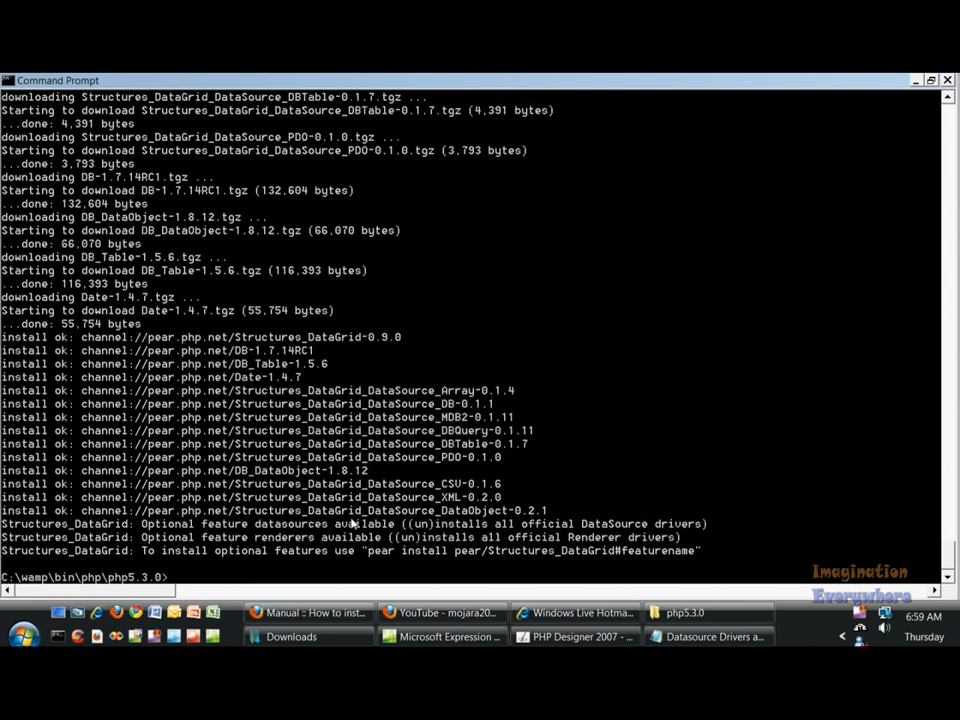 Command Prompt
downloading Structures_DataGrid_DataSource_DBTable-0.1.7.tgz ...
Starting to download Structures_DataGrid_DataSource_DBTable-0.1.7.tgz (4,391 bytes)
...done: 4,391 bytes
downloading Structures_DataGrid_DataSource_PDO-0.1.0.tgz ...
Starting to download Structures_DataGrid_DataSource_PDO-0.1.0.tgz (3,793 bytes)
...done: 3,793 bytes
downloading DB-1.7.14RC1.tgz ...
Starting to download DB-1.7.14RC1.tgz (132,604 bytes)
...done: 132,604 bytes
downloading DB_DataObject-1.8.12.tgz ...
Starting to download DB_DataObject-1.8.12.tgz (66,070 bytes)
...done: 66,070 bytes
downloading DB_Table-1.5.6.tgz ...
Starting to download DB_Table-1.5.6.tgz (116,393 bytes)
...done: 116,393 bytes
downloading Date-1.4.7.tgz ...
Starting to download Date-1.4.7.tgz (55,754 bytes)
...done: 55,754 bytes
install ok: channel://pear.php.net/Structures_DataGrid-0.9.0
install ok: channel://pear.php.net/DB-1.7.14RC1
install ok: channel://pear.php.net/DB_Table-1.5.6
install ok: channel://pear.php.net/Date-1.4.7
install ok: channel://pear.php.net/Structures_DataGrid_DataSource_Array-0.1.4
install ok: channel://pear.php.net/Structures_DataGrid_DataSource_DB-0.1.1
install ok: channel://pear.php.net/Structures_DataGrid_DataSource_MDB2-0.1.11
install ok: channel://pear.php.net/Structures_DataGrid_DataSource_DBQuery-0.1.11
install ok: channel://pear.php.net/Structures_DataGrid_DataSource_DBTable-0.1.7
install ok: channel://pear.php.net/Structures_DataGrid_DataSource_PDO-0.1.0
install ok: channel://pear.php.net/DB_DataObject-1.8.12
install ok: channel://pear.php.net/Structures_DataGrid_DataSource_CSV-0.1.6
install ok: channel://pear.php.net/Structures_DataGrid_DataSource_XML-0.2.0
install ok: channel://pear.php.net/Structures_DataGrid_DataSource_DataObject-0.2.1
Structures_DataGrid: Optional feature datasources available ((un)installs all official DataSource drivers)
Structures_DataGrid: Optional feature renderers available ((un)installs all official Renderer drivers)
Structures_DataGrid: To install optional features use "pear install pear/Structures_DataGrid#featurename"
C:\wamp\bin\php\php5.3.0>
Imagination
Everywhere
Manual :: How to inst...
YouTube - mojara20...
Windows Live Hotma...
php5.3.0
6:59 AM
Downloads
Microsoft Expression ...
PHP Designer 2007 - ...
Datasource Drivers a...
Thursday